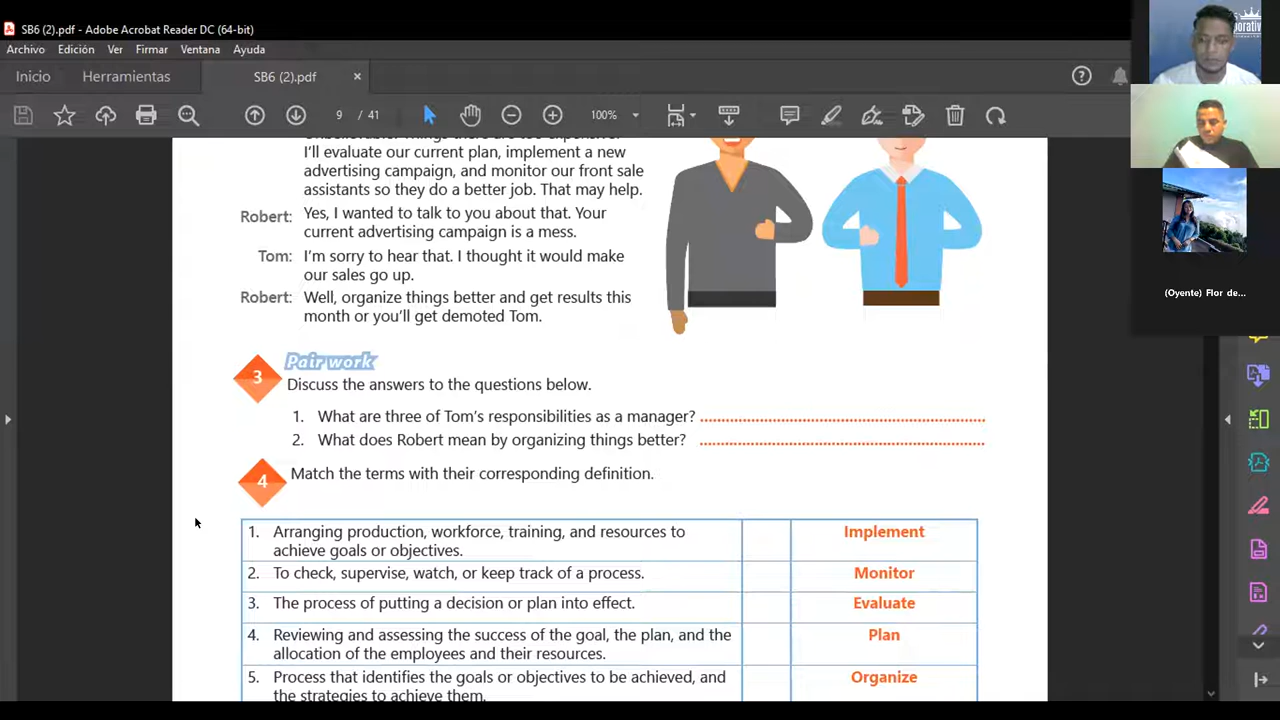 SB6 (2).pdf - Adobe Acrobat Reader DC (64-bit)
Archivo Edición Ver Firmar Ventana Ayuda
Inicio Herramientas SB6 (2).pdf ×
9 / 41 100%
I'll evaluate our current plan, implement a new
advertising campaign, and monitor our front sale
assistants so they do a better job. That may help.
Robert: Yes, I wanted to talk to you about that. Your
current advertising campaign is a mess.
Tom: I'm sorry to hear that. I thought it would make
our sales go up.
Robert: Well, organize things better and get results this
month or you'll get demoted Tom.
(Oyente) Flor de...
Pair work
3 Discuss the answers to the questions below.
1. What are three of Tom's responsibilities as a manager?
2. What does Robert mean by organizing things better?
4 Match the terms with their corresponding definition.
1. Arranging production, workforce, training, and resources to
achieve goals or objectives.
Implement
2. To check, supervise, watch, or keep track of a process.
Monitor
3. The process of putting a decision or plan into effect.
Evaluate
4. Reviewing and assessing the success of the goal, the plan, and the
allocation of the employees and their resources.
Plan
5. Process that identifies the goals or objectives to be achieved, and
the strategies to achieve them.
Organize